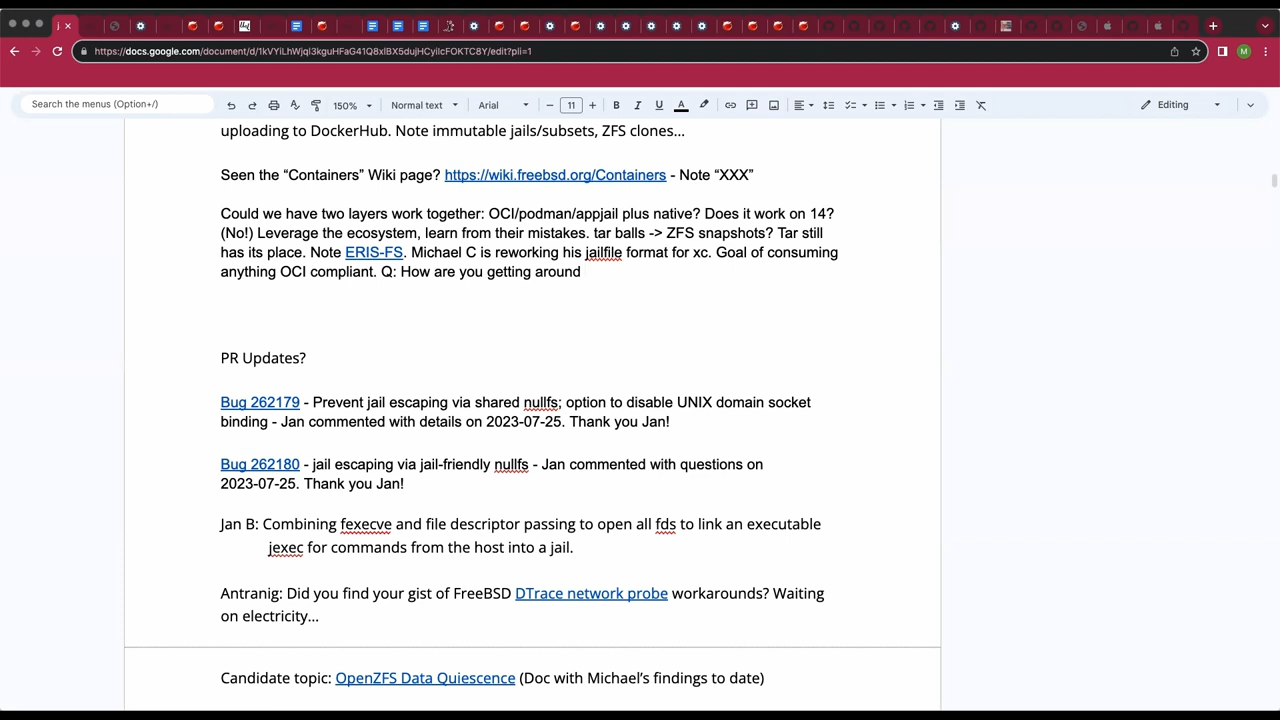 https://docs.google.com/document/d/1kVYiLhWjql3kguHFaG41Q8xlBX5dujHCyilcFOKTC8Y/edit?pli=1
M
Search the menus (Option+/)
150%
Normal text
Arial
11
B
I
U
A
Editing
uploading to DockerHub. Note immutable jails/subsets, ZFS clones...
Seen the “Containers” Wiki page? https://wiki.freebsd.org/Containers - Note “XXX”
Could we have two layers work together: OCI/podman/appjail plus native? Does it work on 14?
(No!) Leverage the ecosystem, learn from their mistakes. tar balls -> ZFS snapshots? Tar still
has its place. Note ERIS-FS. Michael C is reworking his jailfile format for xc. Goal of consuming
anything OCI compliant. Q: How are you getting around
PR Updates?
Bug 262179 - Prevent jail escaping via shared nullfs; option to disable UNIX domain socket
binding - Jan commented with details on 2023-07-25. Thank you Jan!
Bug 262180 - jail escaping via jail-friendly nullfs - Jan commented with questions on
2023-07-25. Thank you Jan!
Jan B: Combining fexecve and file descriptor passing to open all fds to link an executable
jexec for commands from the host into a jail.
Antranig: Did you find your gist of FreeBSD DTrace network probe workarounds? Waiting
on electricity...
Candidate topic: OpenZFS Data Quiescence (Doc with Michael’s findings to date)